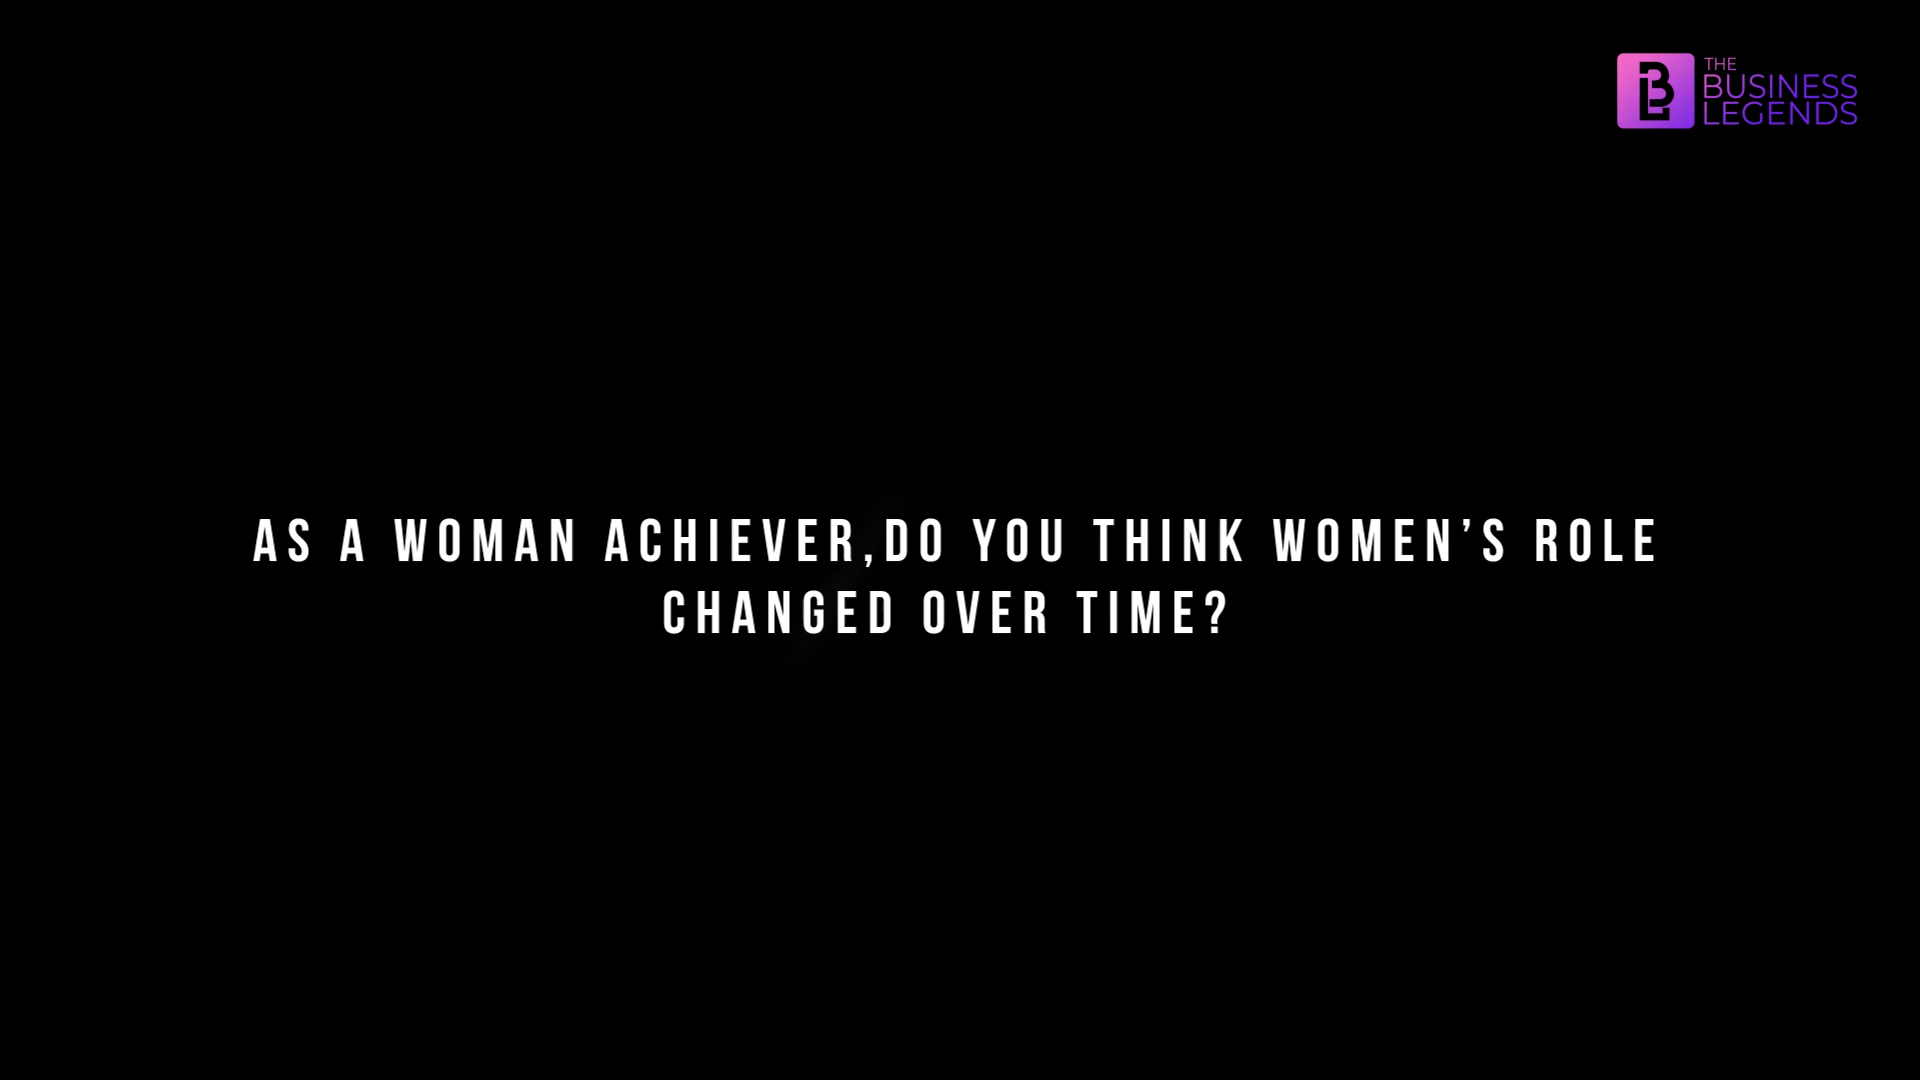 THE
BUSINESS
LEGENDS
AS A WOMAN ACHIEVER,DO YOU THINK WOMEN’S ROLE
CHANGED OVER TIME?